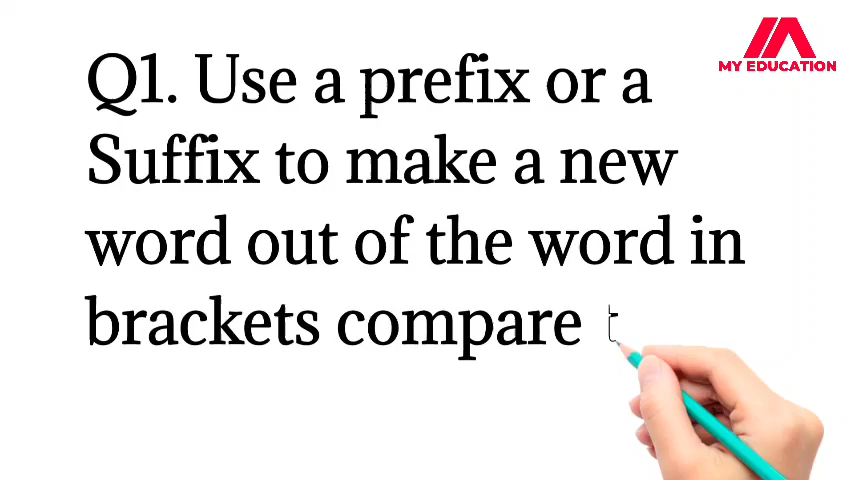 MY EDUCATION
Q1. Use a prefix or a
Suffix to make a new
word out of the word in
brackets compare t